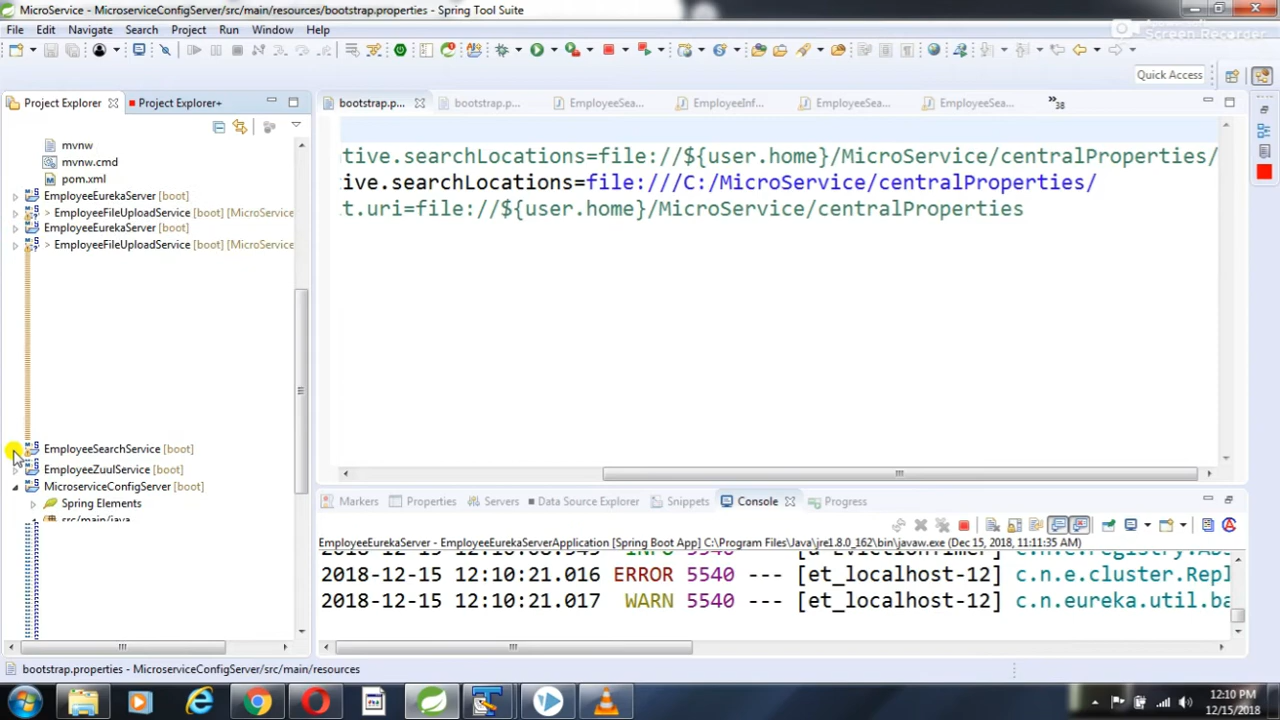 MicroService - MicroserviceConfigServer/src/main/resources/bootstrap.properties - Spring Tool Suite
File Edit Navigate Search Project Run Window Help
Screen Recorder
Quick Access
Project Explorer
Project Explorer+
bootstrap.p...
bootstrap.p...
EmployeeSea...
EmployeeInf...
EmployeeSea...
EmployeeSea...
»38
mvnw
mvnw.cmd
pom.xml
EmployeeEurekaServer [boot]
> EmployeeFileUploadService [boot] [MicroService
EmployeeEurekaServer [boot]
> EmployeeFileUploadService [boot] [MicroService
EmployeeSearchService [boot]
EmployeeZuulService [boot]
MicroserviceConfigServer [boot]
Spring Elements
src/main/java
tive.searchLocations=file://${user.home}/MicroService/centralProperties/
ive.searchLocations=file:///C:/MicroService/centralProperties/
t.uri=file://${user.home}/MicroService/centralProperties
Markers Properties Servers Data Source Explorer Snippets Console Progress
EmployeeEurekaServer - EmployeeEurekaServerApplication [Spring Boot App] C:\Program Files\Java\jre1.8.0_162\bin\javaw.exe (Dec 15, 2018, 11:11:35 AM)
2018-12-15 12:10:21.016 ERROR 5540 --- [et_localhost-12] c.n.e.cluster.Repl
2018-12-15 12:10:21.017 WARN 5540 --- [et_localhost-12] c.n.eureka.util.ba
bootstrap.properties - MicroserviceConfigServer/src/main/resources
12:10 PM
12/15/2018